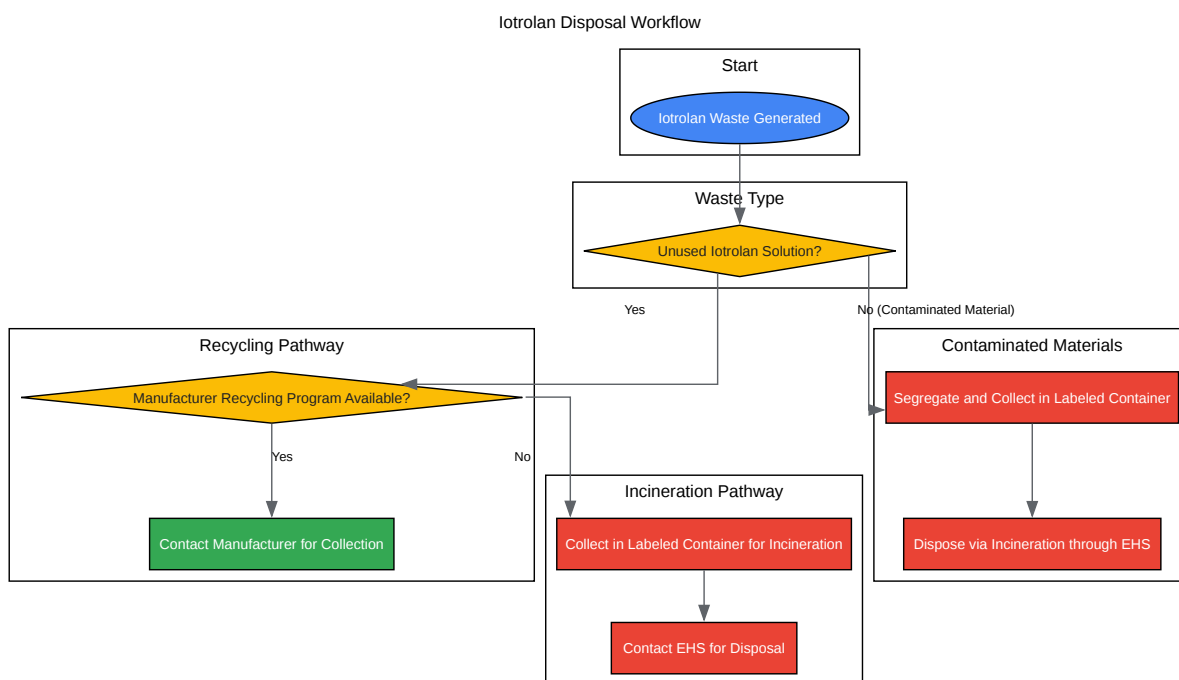 Iotrolan Disposal Workflow
Start
Iotrolan Waste Generated
Waste Type
Unused Iotrolan Solution?
Yes
No (Contaminated Material)
Recycling Pathway
Manufacturer Recycling Program Available?
Yes
No
Contact Manufacturer for Collection
Incineration Pathway
Collect in Labeled Container for Incineration
Contact EHS for Disposal
Contaminated Materials
Segregate and Collect in Labeled Container
Dispose via Incineration through EHS